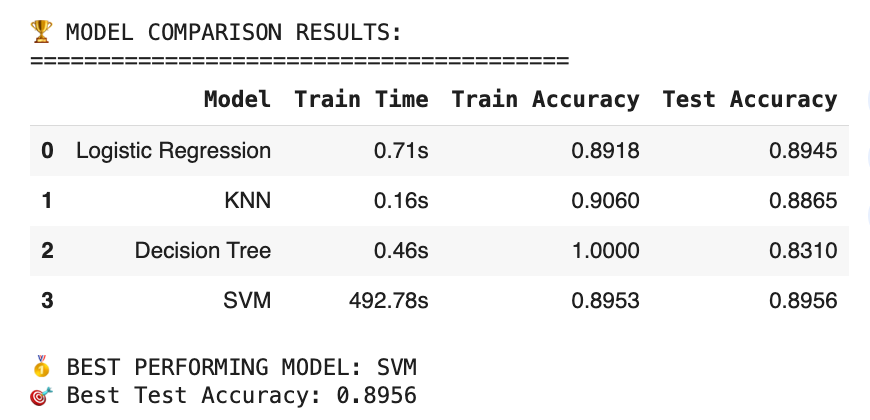 🏆 MODEL COMPARISON RESULTS:
========================================
Model Train Time Train Accuracy Test Accuracy
0 Logistic Regression 0.71s 0.8918 0.8945
1 KNN 0.16s 0.9060 0.8865
2 Decision Tree 0.46s 1.0000 0.8310
3 SVM 492.78s 0.8953 0.8956
🥇 BEST PERFORMING MODEL: SVM
🎯 Best Test Accuracy: 0.8956